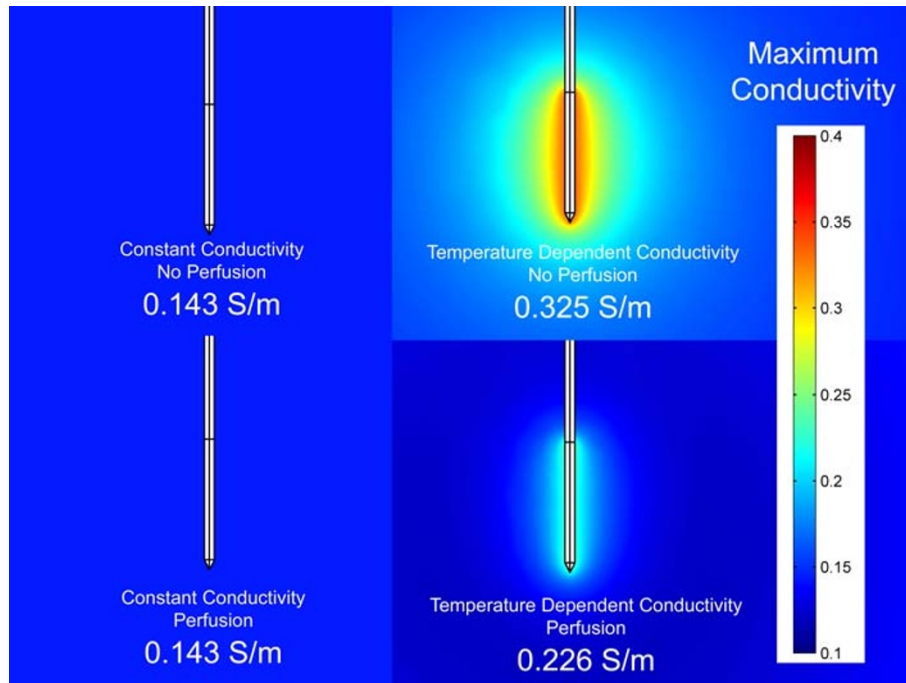 Maximum
Conductivity
Constant Conductivity
No Perfusion
0.143 S/m
Temperature Dependent Conductivity
No Perfusion
0.325 S/m
Constant Conductivity
Perfusion
0.143 S/m
Temperature Dependent Conductivity
Perfusion
0.226 S/m
0.4
0.35
0.3
0.25
0.2
0.15
0.1